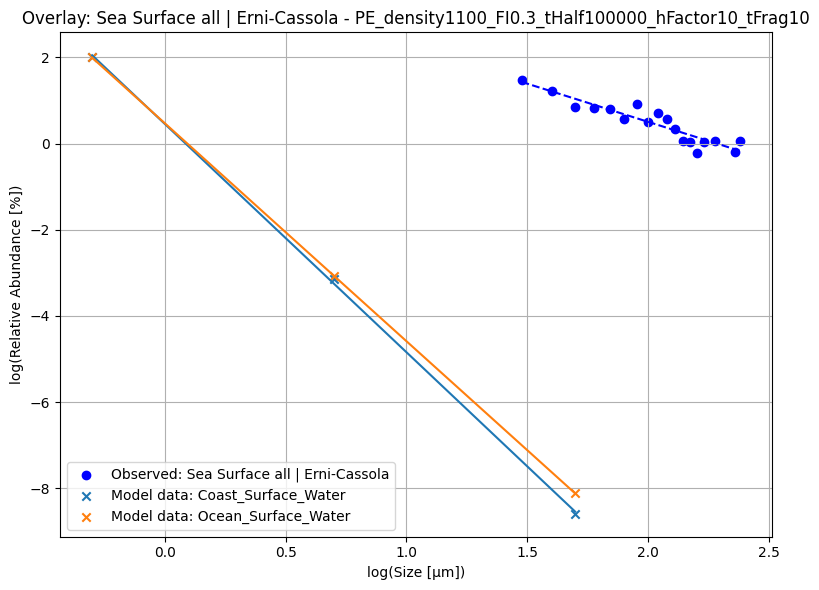 Overlay: Sea Surface all | Erni-Cassola - PE_density1100_FI0.3_tHalf100000_hFactor10_tFrag10
log(Relative Abundance [%])
2
0
−2
−4
−6
−8
Observed: Sea Surface all | Erni-Cassola
Model data: Coast_Surface_Water
Model data: Ocean_Surface_Water
0.0
0.5
1.0
1.5
2.0
2.5
log(Size [µm])